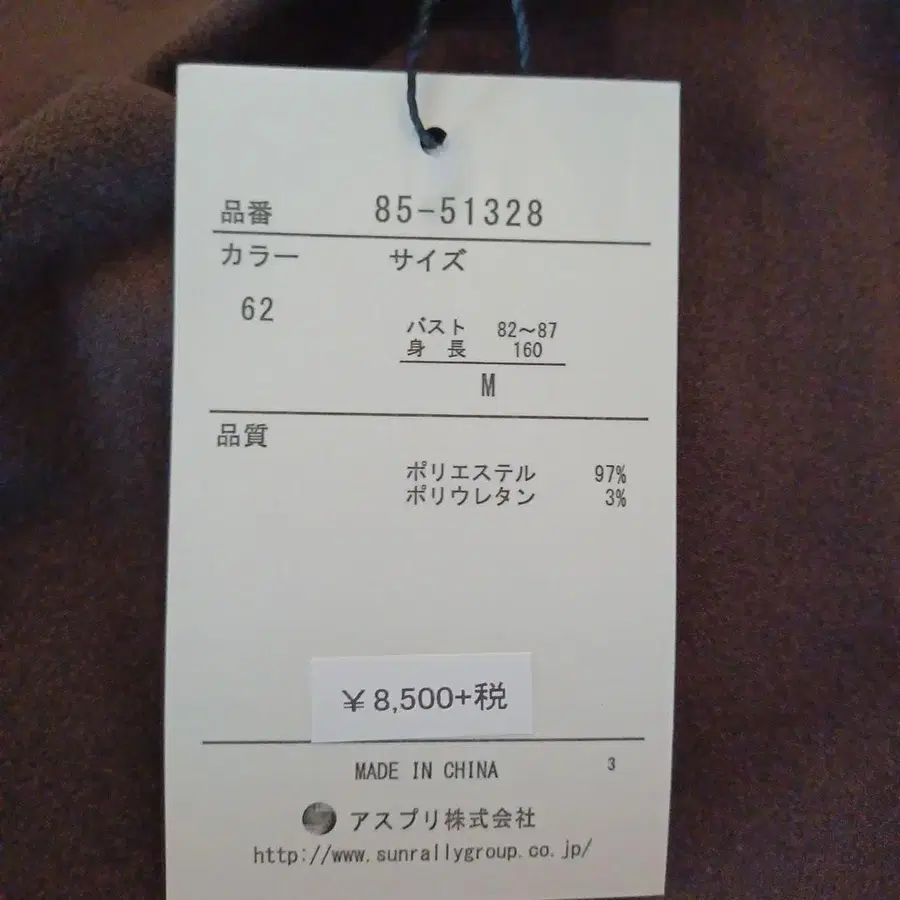 品番 85-51328
カラー サイズ
62
バスト 82～87
身長 160
M
品質
ポリエステル 97%
ポリウレタン 3%
￥8,500+税
MADE IN CHINA 3
アスプリ株式会社
http://www.sunrallygroup.co.jp/